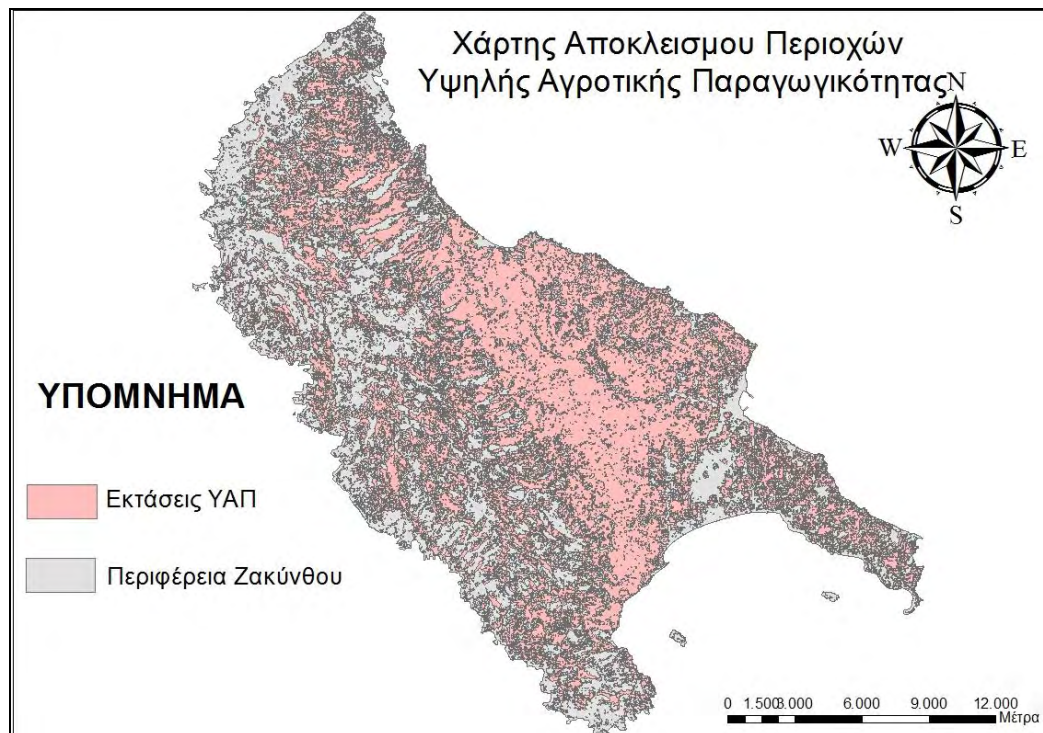 Χάρτης Αποκλεισμου Περιοχών
Υψηλής Αγροτικής Παραγωγικότητας
N
W E
S
ΥΠΟΜΝΗΜΑ
Εκτάσεις ΥΑΠ
Περιφέρεια Ζακύνθου
0 1.500 3.000 6.000 9.000 12.000
Μέτρα